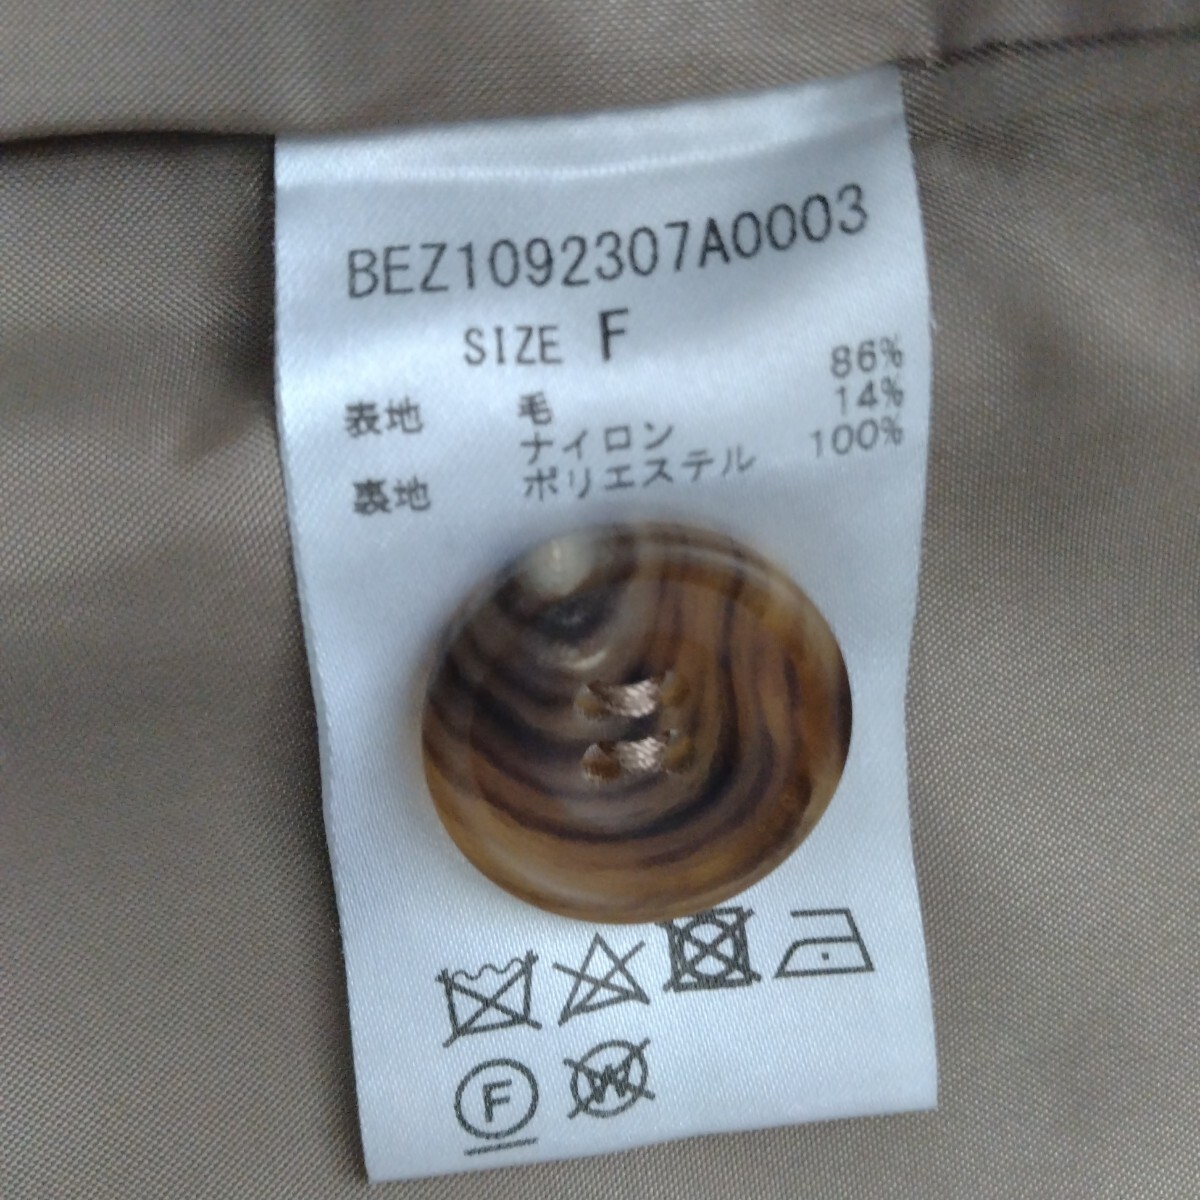 BEZ1092307A0003
SIZE F
表地 毛 86%
ナイロン 14%
裏地 ポリエステル 100%
F
W